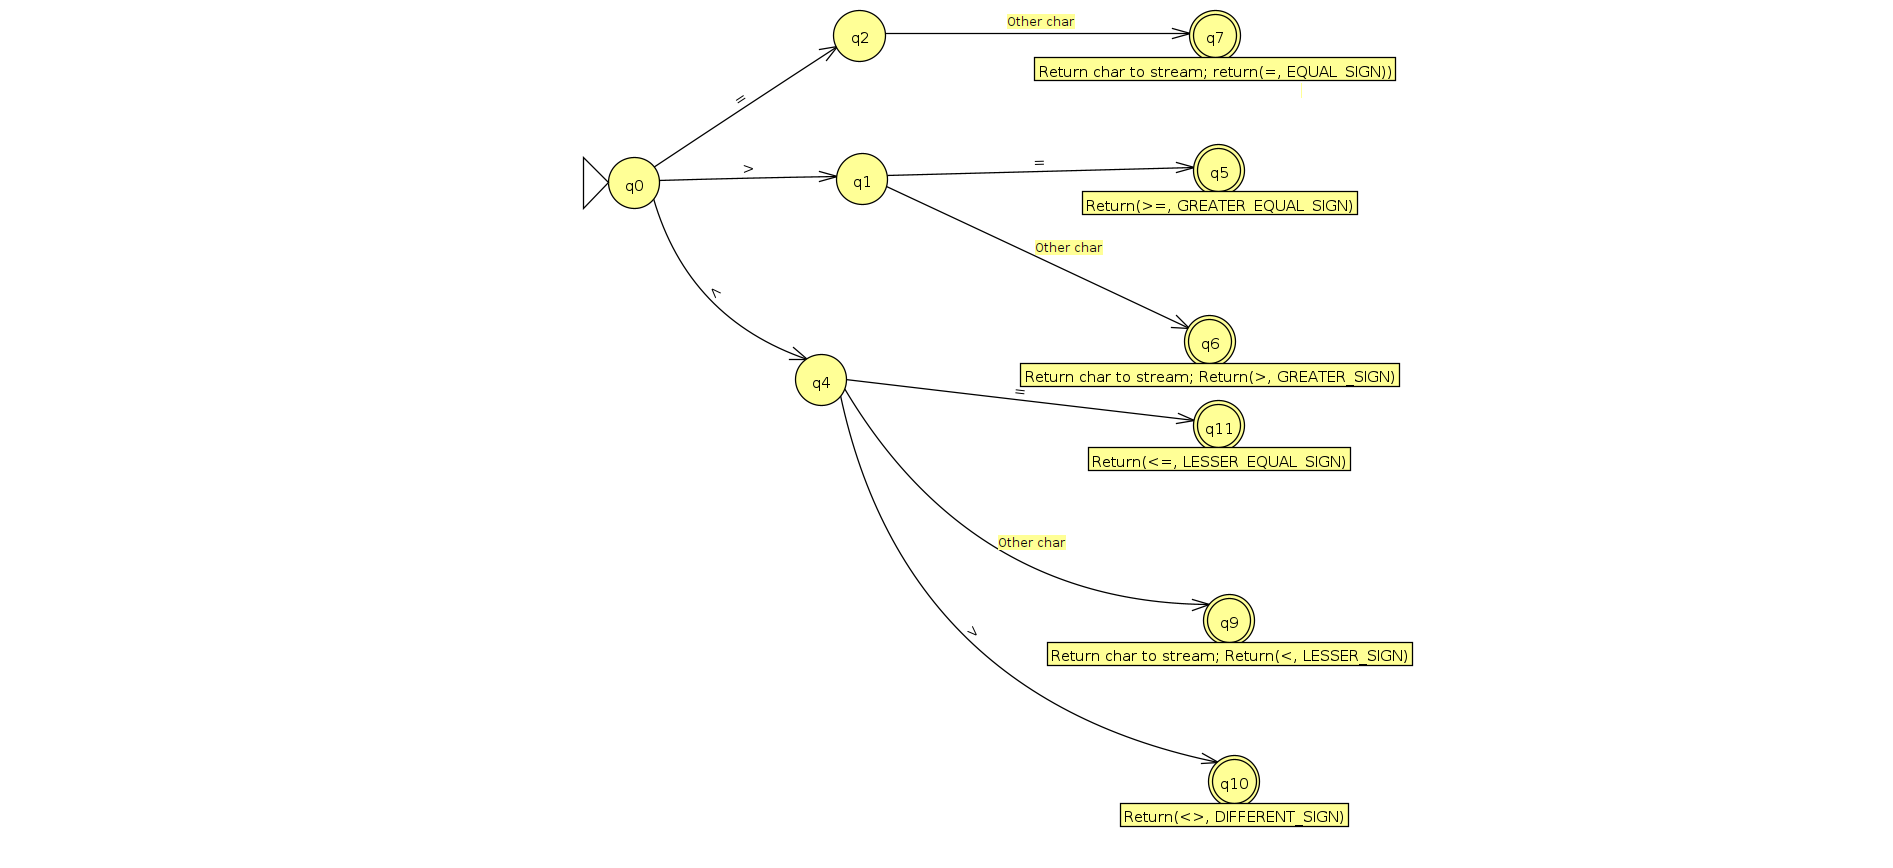 q2
Other char
q7
Return char to stream; return(=, EQUAL_SIGN))
=
q0
>
q1
=
q5
Return(>=, GREATER_EQUAL_SIGN)
Other char
<
q6
Return char to stream; Return(>, GREATER_SIGN)
q4
=
q11
Return(<=, LESSER_EQUAL_SIGN)
Other char
q9
>
Return char to stream; Return(<, LESSER_SIGN)
q10
Return(<>, DIFFERENT_SIGN)